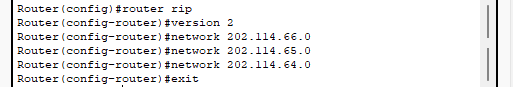 Router(config)#router rip
Router(config-router)#version 2
Router(config-router)#network 202.114.66.0
Router(config-router)#network 202.114.65.0
Router(config-router)#network 202.114.64.0
Router(config-router)#exit